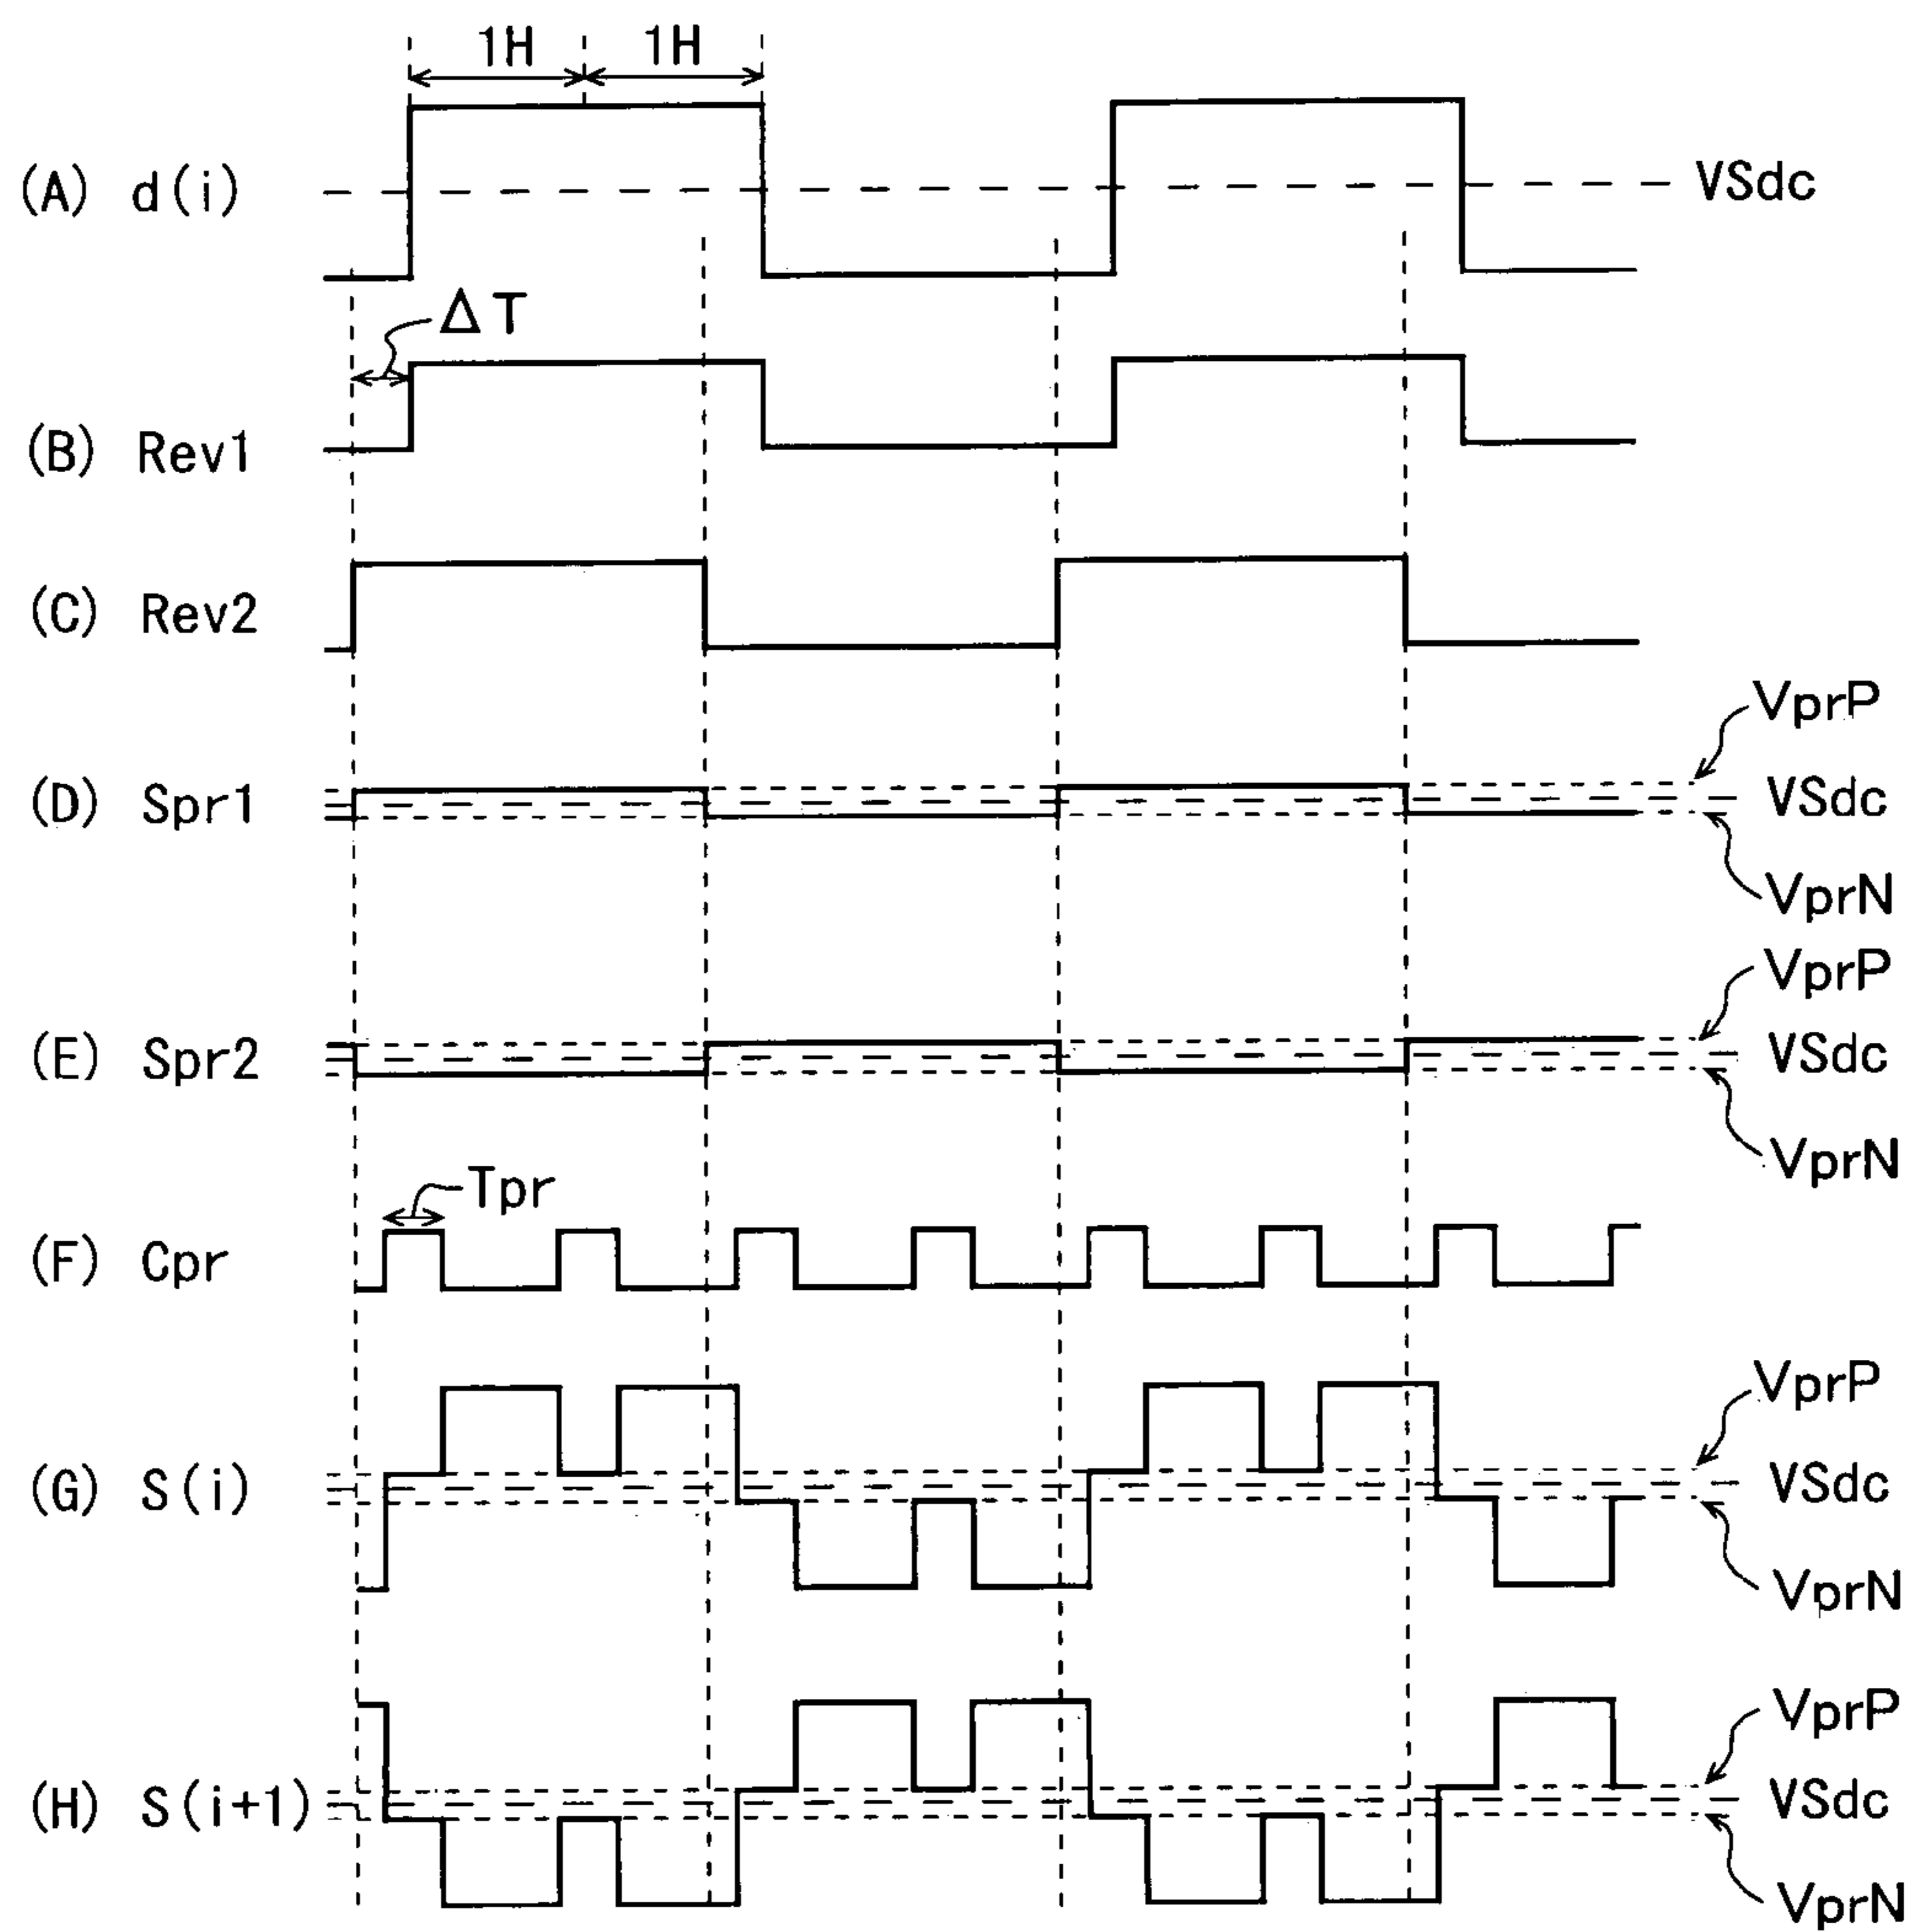 1H 1H
(A) d(i) VSdc
ΔT
(B) Rev1
(C) Rev2
VprP
(D) Spr1 VSdc
VprN
VprP
(E) Spr2 VSdc
VprN
Tpr
(F) Cpr
VprP
(G) S(i) VSdc
VprN
VprP
(H) S(i+1) VSdc
VprN